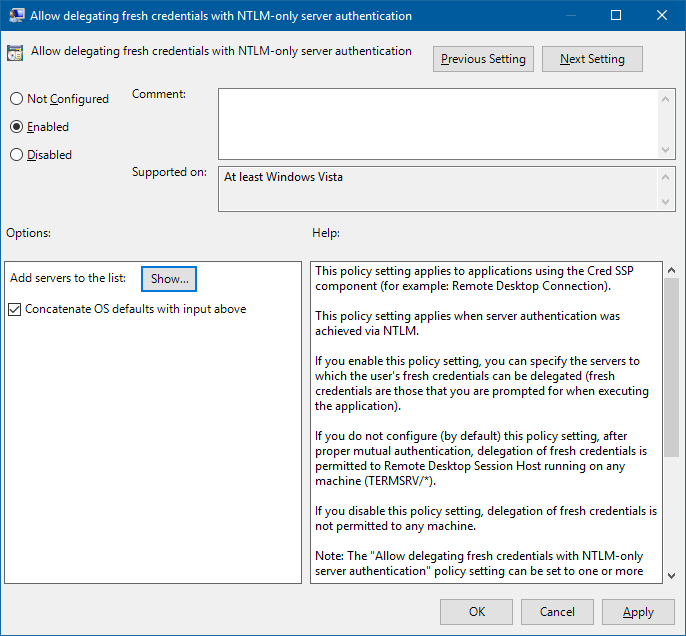 Allow delegating fresh credentials with NTLM-only server authentication
Allow delegating fresh credentials with NTLM-only server authentication
Previous Setting
Next Setting
Not Configured
Comment:
Enabled
Disabled
Supported on:
At least Windows Vista
Options:
Help:
Add servers to the list:
Show...
Concatenate OS defaults with input above
This policy setting applies to applications using the Cred SSP
component (for example: Remote Desktop Connection).
This policy setting applies when server authentication was
achieved via NTLM.
If you enable this policy setting, you can specify the servers to
which the user's fresh credentials can be delegated (fresh
credentials are those that you are prompted for when executing
the application).
If you do not configure (by default) this policy setting, after
proper mutual authentication, delegation of fresh credentials is
permitted to Remote Desktop Session Host running on any
machine (TERMSRV/*).
If you disable this policy setting, delegation of fresh credentials is
not permitted to any machine.
Note: The "Allow delegating fresh credentials with NTLM-only
server authentication" policy setting can be set to one or more
OK
Cancel
Apply